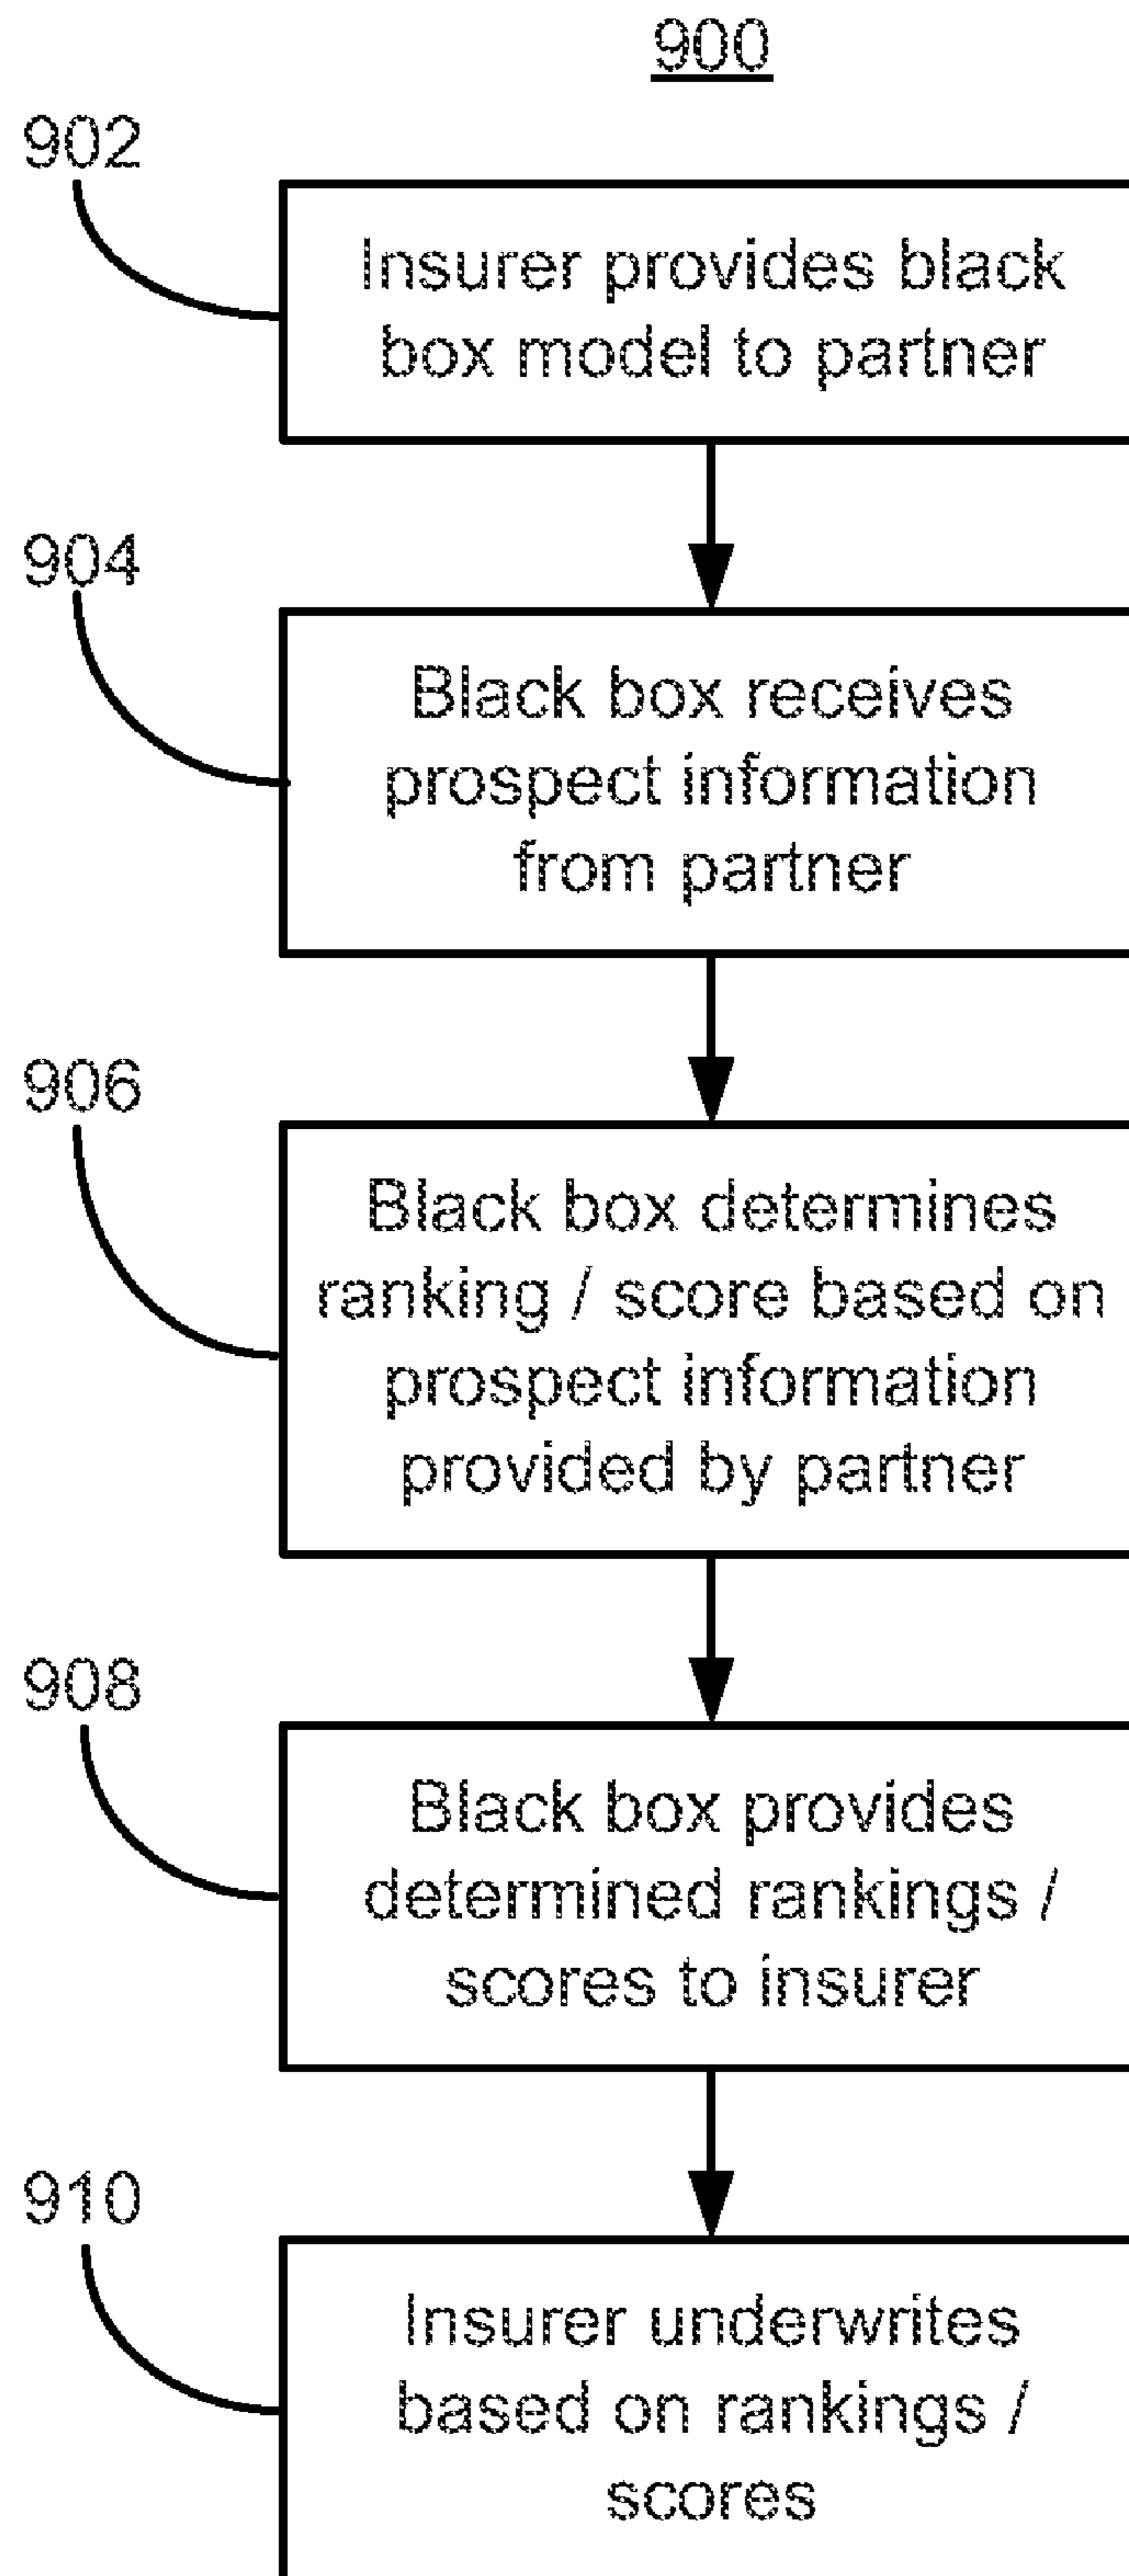 900
902
Insurer provides black
box model to partner
904
Black box receives
prospect information
from partner
906
Black box determines
ranking / score based on
prospect information
provided by partner
908
Black box provides
determined rankings /
scores to insurer
910
Insurer underwrites
based on rankings /
scores